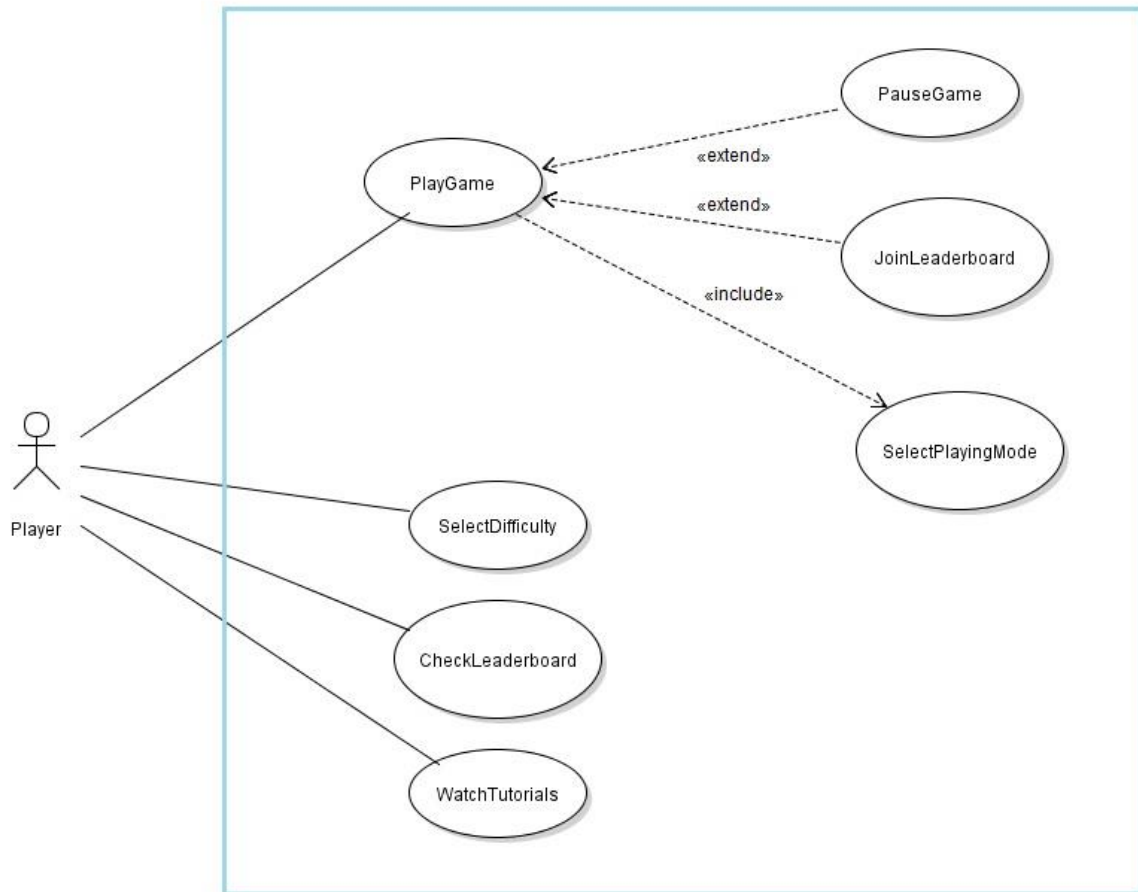 PauseGame
«extend»
PlayGame
«extend»
JoinLeaderboard
«include»
SelectPlayingMode
Player
SelectDifficulty
CheckLeaderboard
WatchTutorials